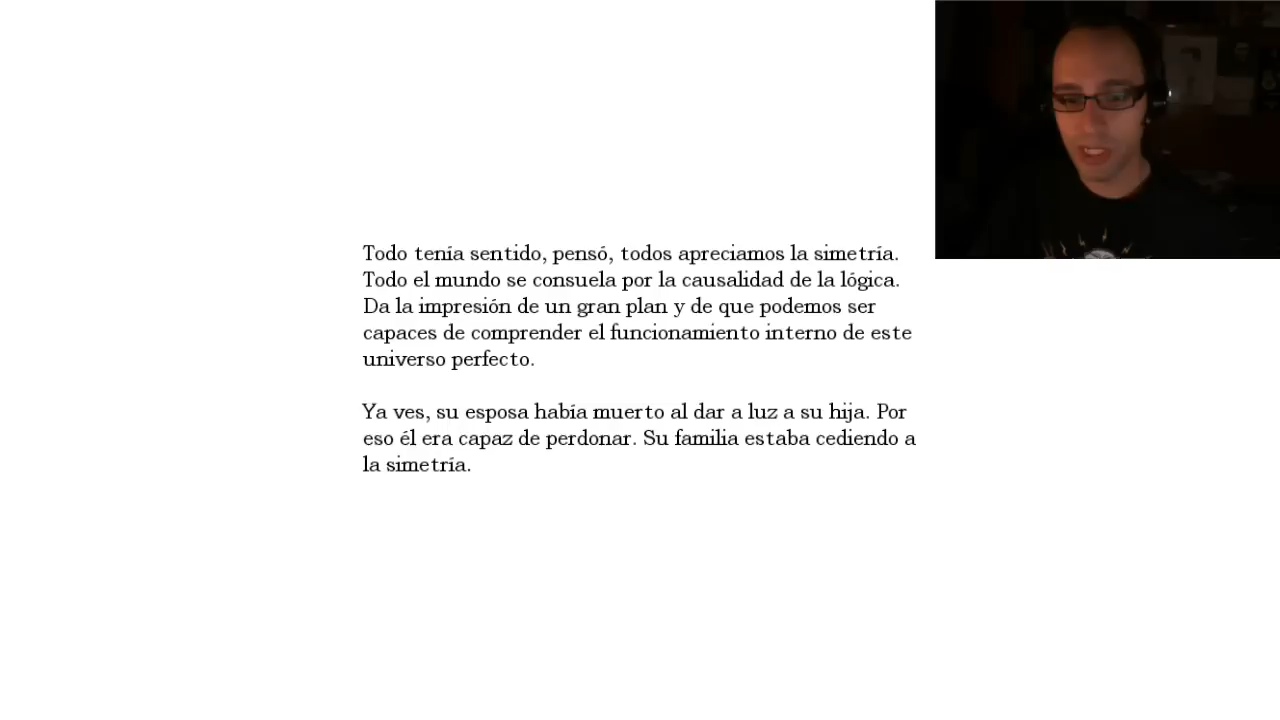 Todo tenía sentido, pensó, todos apreciamos la simetría.
Todo el mundo se consuela por la causalidad de la lógica.
Da la impresión de un gran plan y de que podemos ser
capaces de comprender el funcionamiento interno de este
universo perfecto.
Ya ves, su esposa había muerto al dar a luz a su hija. Por
eso él era capaz de perdonar. Su familia estaba cediendo a
la simetría.